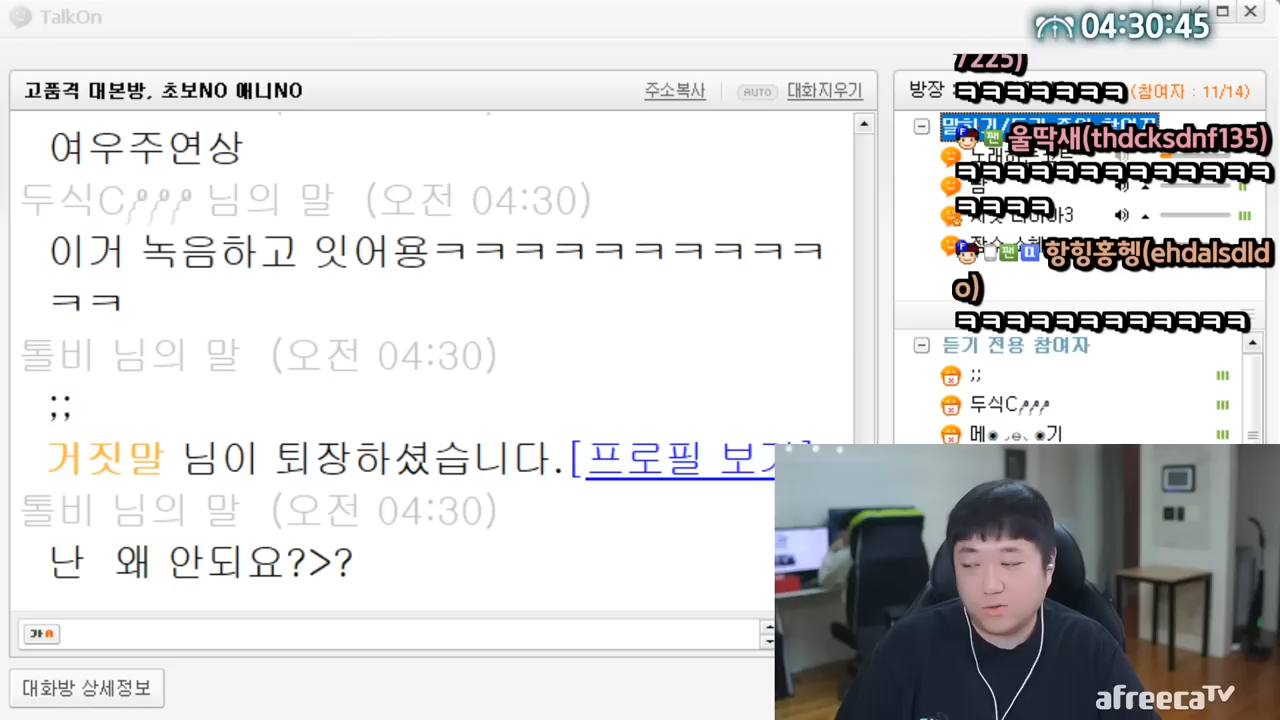 TalkOn
04:30:45
고품격 대본방, 초보NO 애니NO
주소복사
AUTO
대화지우기
여우주연상
두식C 님의 말 (오전 04:30)
이거 녹음하고 잇어용ㅋㅋㅋㅋㅋㅋㅋㅋㅋㅋ
ㅋㅋ
톨비 님의 말 (오전 04:30)
;;
거짓말 님이 퇴장하셨습니다.[프로필 보기]
톨비 님의 말 (오전 04:30)
난 왜 안되요?>?
가A
대화방 상세정보
방장 :
(참여자 : 11/14)
7225)
ㅋㅋㅋㅋㅋㅋㅋ
울딱새(thdcksdnf135)
ㅋㅋㅋㅋㅋㅋㅋㅋㅋㅋㅋㅋㅋ
ㅋㅋㅋㅋ
항힝홍헹(ehdalsdld
o)
ㅋㅋㅋㅋㅋㅋㅋㅋㅋㅋㅋㅋ
듣기 전용 참여자
;;
두식C
afreecaTV